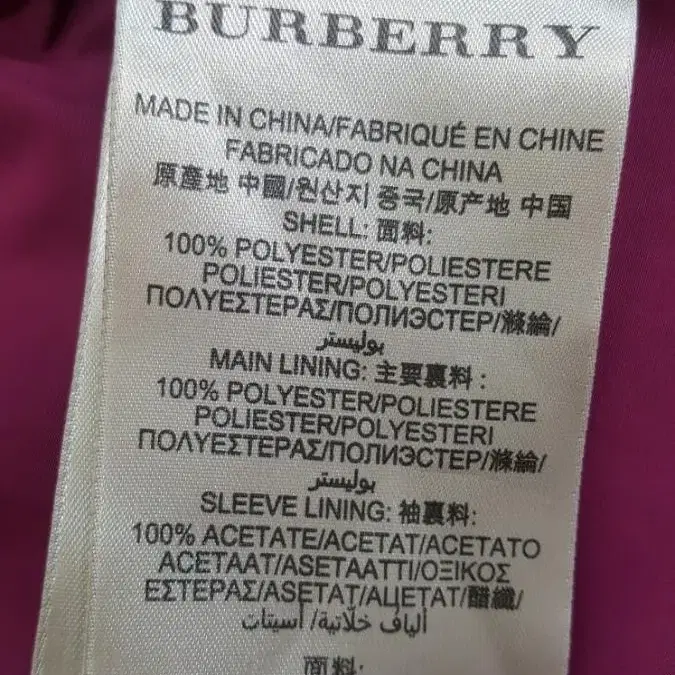 BURBERRY
MADE IN CHINA/FABRIQUÉ EN CHINE
FABRICADO NA CHINA
原產地 中國/원산지 중국/原产地 中国
SHELL: 面料:
100% POLYESTER/POLIESTERE
POLIESTER/POLYESTERI
ΠΟΛΥΕΣΤΕΡΑΣ/ПОЛИЭСТЕР/滌綸/
بوليستر
MAIN LINING: 主要裏料 :
100% POLYESTER/POLIESTERE
POLIESTER/POLYESTERI
ΠΟΛΥΕΣΤΕΡΑΣ/ПОЛИЭСТЕР/滌綸/
بوليستر
SLEEVE LINING: 袖裏料:
100% ACETATE/ACETAT/ACETATO
ACETAAT/ASETAATTI/ΟΞΙΚΟΣ
ΕΣΤΕΡΑΣ/ASETAT/АЦЕТАТ/醋纖/
ألياف خلاتية/ أسيتات
面料: